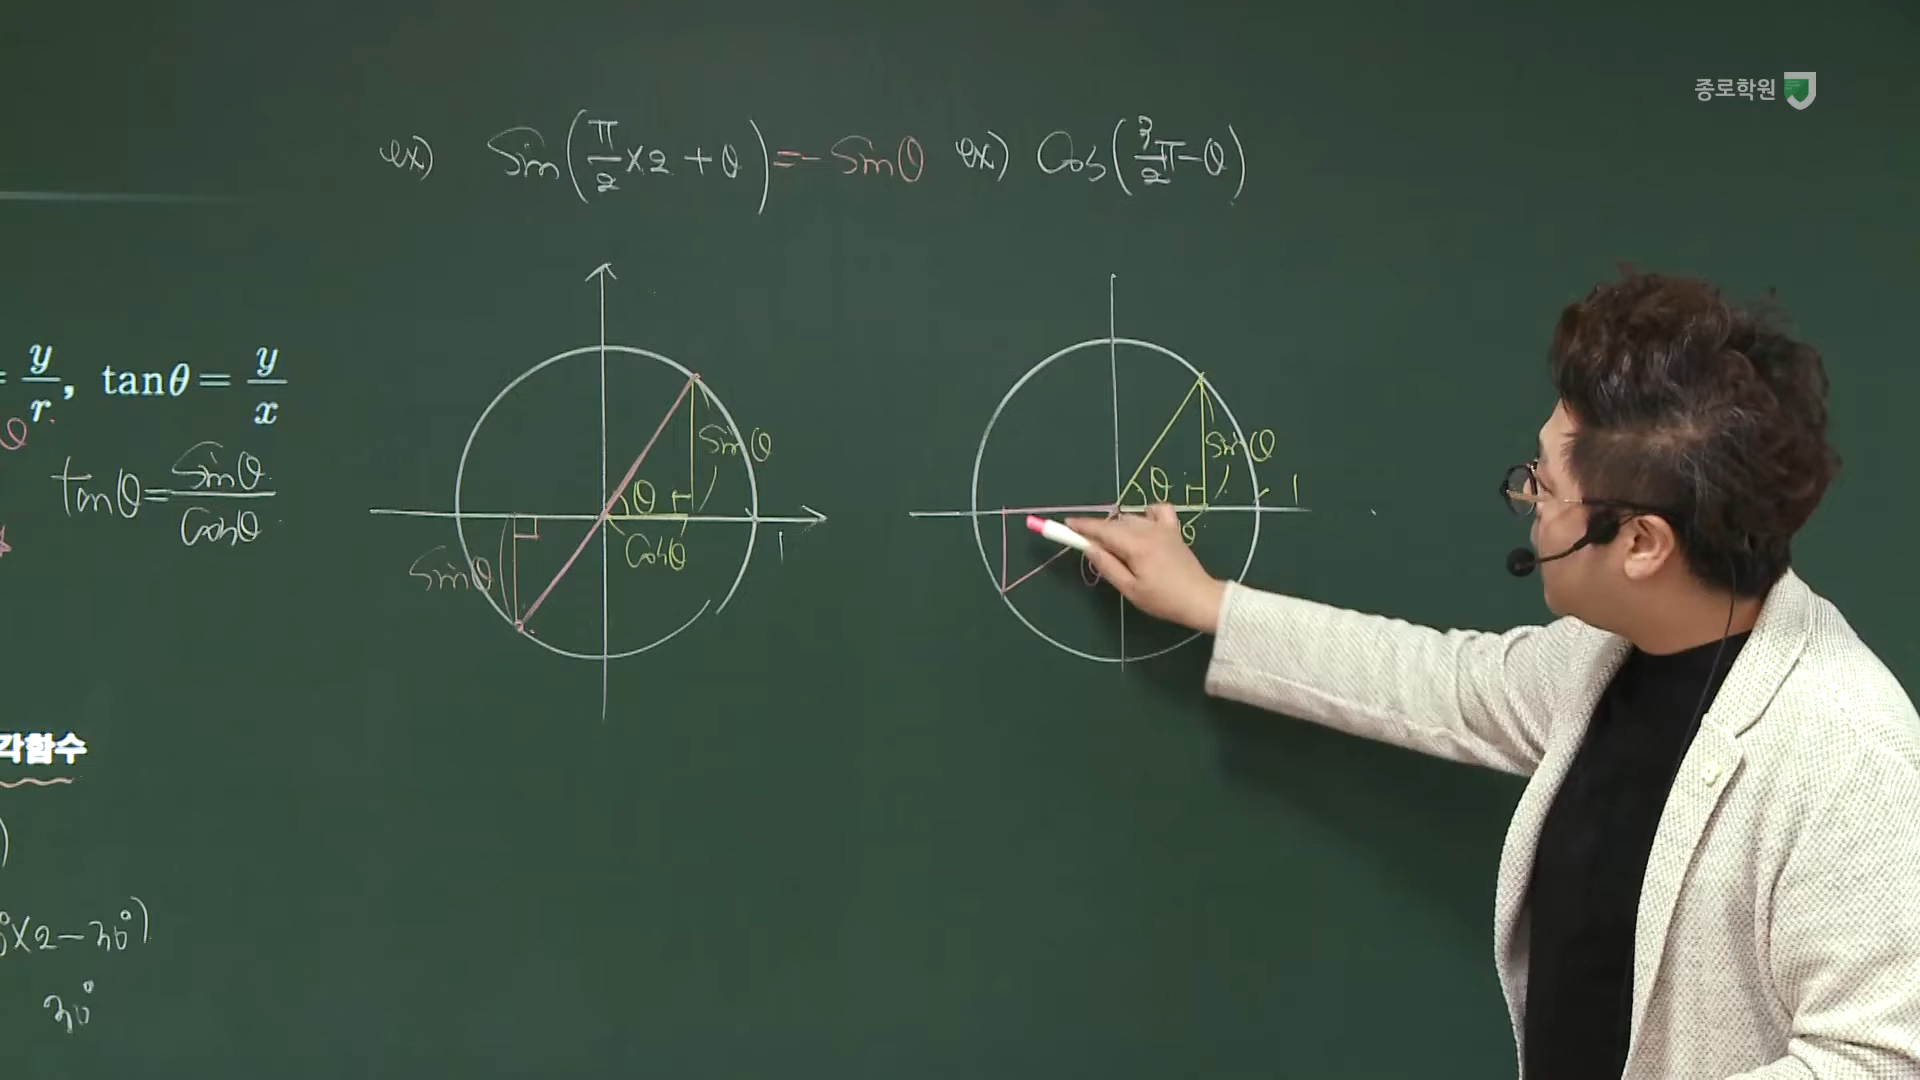 종로학원
ex) Sin(π/2×2+θ)=-Sinθ ex) Cos(3/2π-θ)
= y/r, tanθ= y/x
θ
tanθ= Sinθ/Cosθ
Sinθ
θ
Cosθ
1
Sinθ
Sinθ
θ
1
θ
각함수
)
×2-30°)
30°